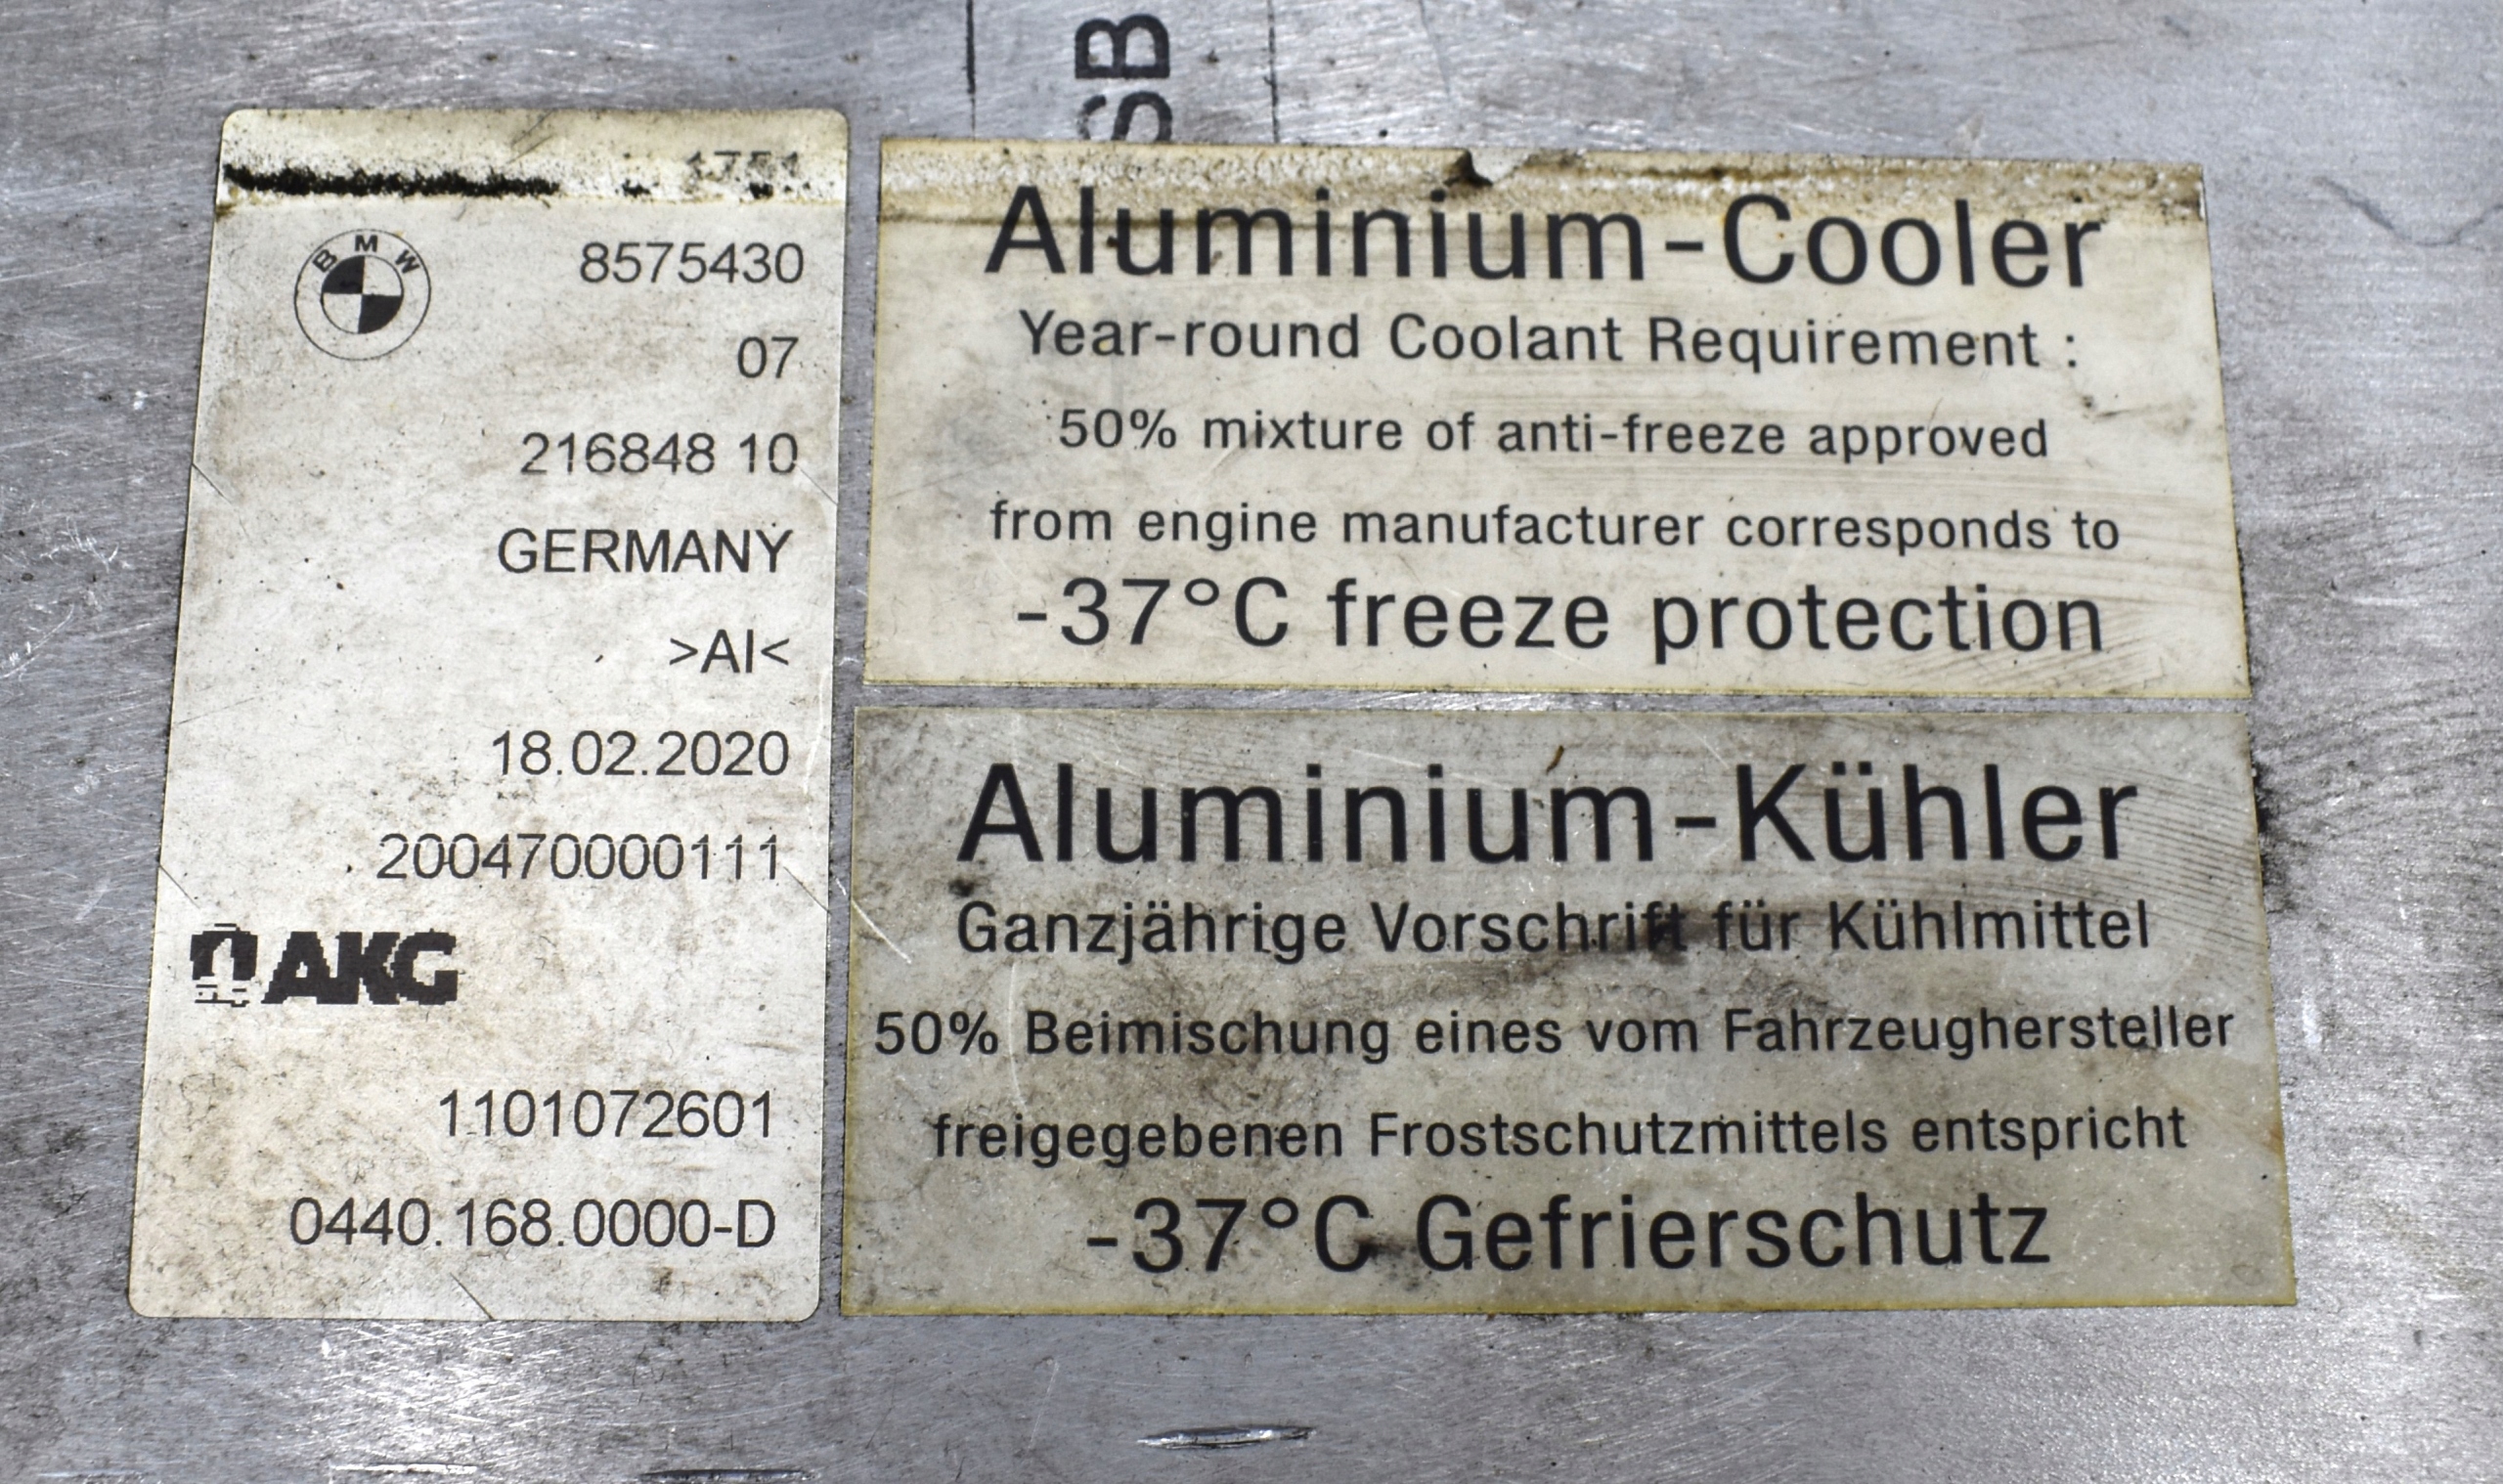 SB
BMW
8575430
07
216848 10
GERMANY
>Al<
18.02.2020
200470000111
AKG
1101072601
0440.168.0000-D
Aluminium-Cooler
Year-round Coolant Requirement :
50% mixture of anti-freeze approved
from engine manufacturer corresponds to
-37°C freeze protection
Aluminium-Kühler
Ganzjährige Vorschrift für Kühlmittel
50% Beimischung eines vom Fahrzeughersteller
freigegebenen Frostschutzmittels entspricht
-37°C Gefrierschutz